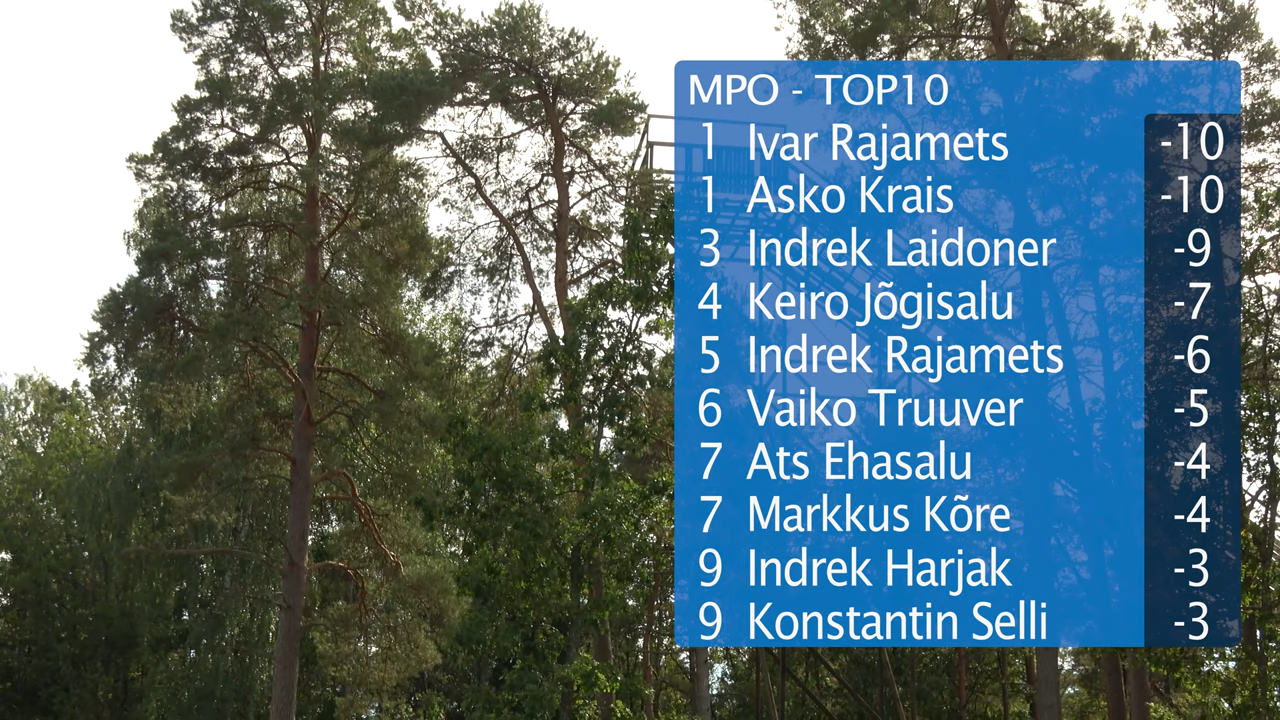 MPO - TOP10
1 Ivar Rajamets -10
1 Asko Krais -10
3 Indrek Laidoner -9
4 Keiro Jõgisalu -7
5 Indrek Rajamets -6
6 Vaiko Truuver -5
7 Ats Ehasalu -4
7 Markkus Kõre -4
9 Indrek Harjak -3
9 Konstantin Selli -3